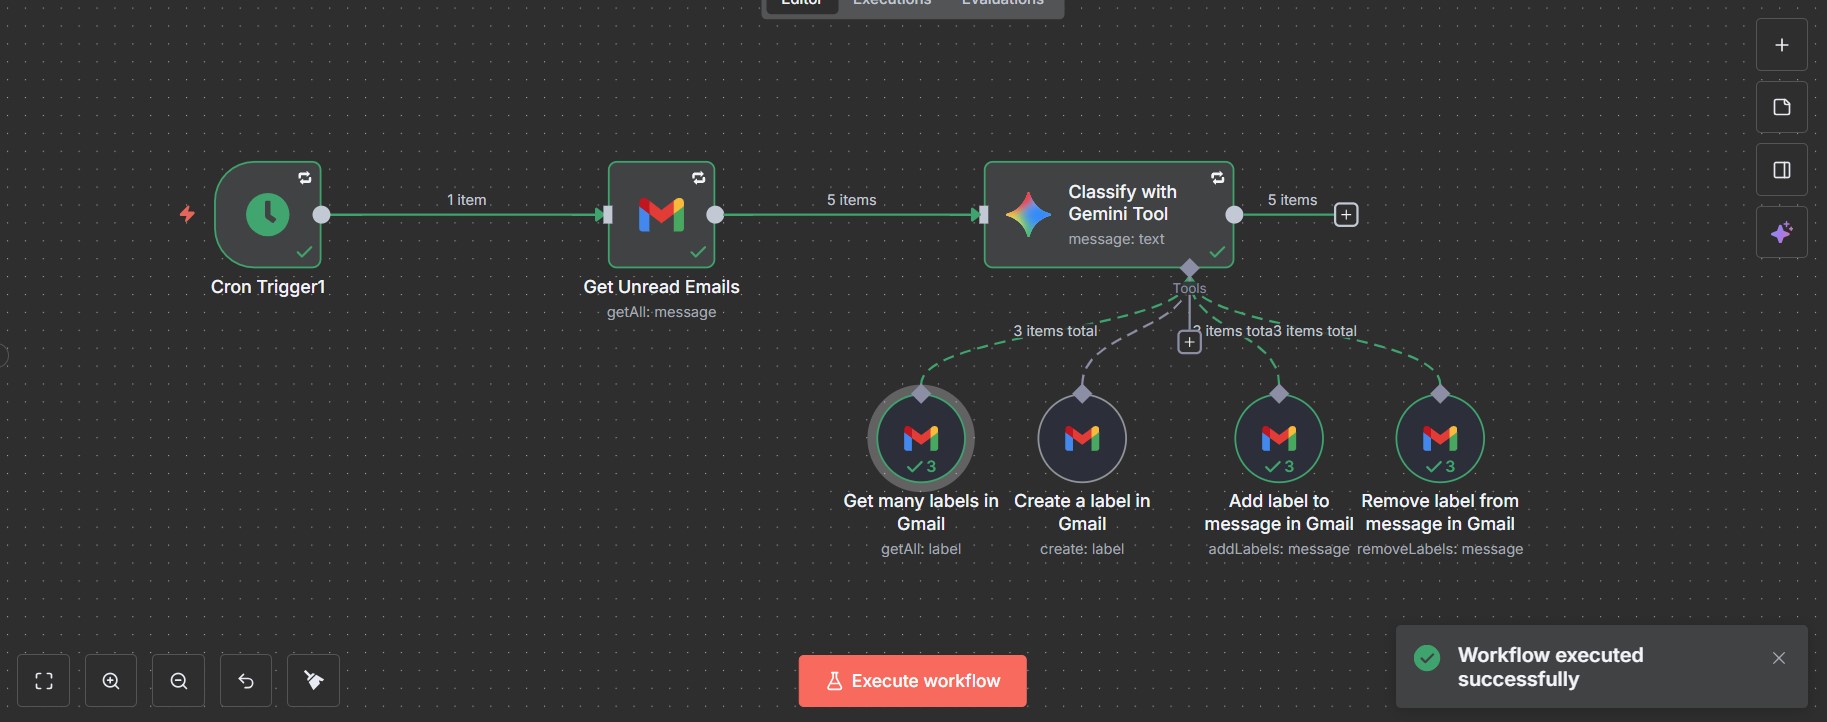 Editor Executions Evaluations
1 item
5 items
Classify with
Gemini Tool
message: text
5 items
Cron Trigger1
Get Unread Emails
getAll: message
Tools
3 items total
3 items tota
3 items total
3
3
3
Get many labels in
Gmail
getAll: label
Create a label in
Gmail
create: label
Add label to
message in Gmail
addLabels: message
Remove label from
message in Gmail
removeLabels: message
Execute workflow
Workflow executed
successfully